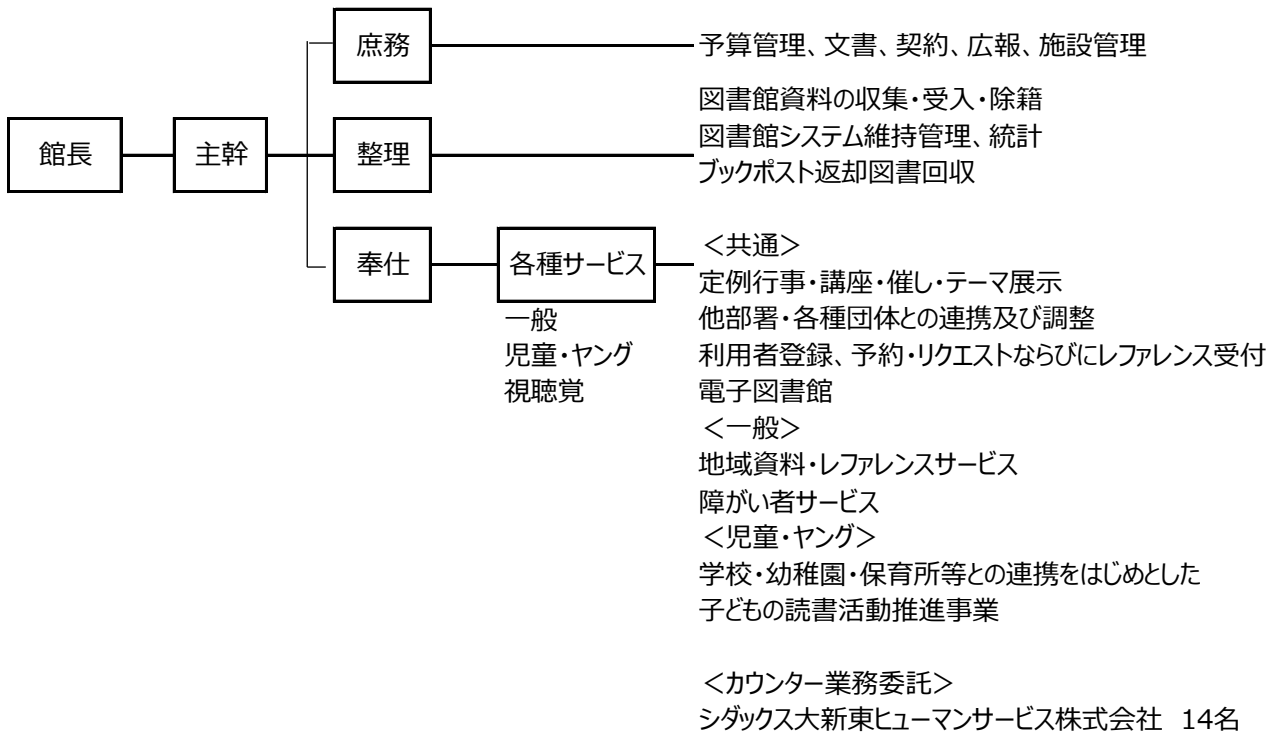 庶務
予算管理、文書、契約、広報、施設管理
館長
主幹
整理
図書館資料の収集・受入・除籍
図書館システム維持管理、統計
ブックポスト返却図書回収
奉仕
各種サービス
一般
児童・ヤング
視聴覚
＜共通＞
定例行事・講座・催し・テーマ展示
他部署・各種団体との連携及び調整
利用者登録、予約・リクエストならびにレファレンス受付
電子図書館
＜一般＞
地域資料・レファレンスサービス
障がい者サービス
＜児童・ヤング＞
学校・幼稚園・保育所等との連携をはじめとした
子どもの読書活動推進事業
＜カウンター業務委託＞
シダックス大新東ヒューマンサービス株式会社　14名